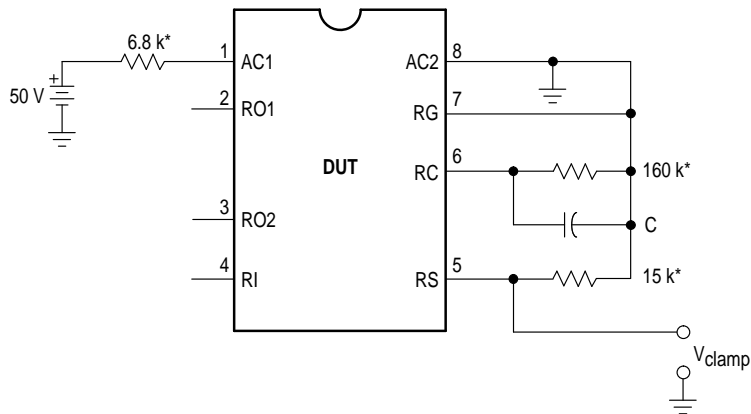 6.8 k*
50 V
+
1
AC1
2
RO1
3
RO2
4
RI
DUT
AC2
8
RG
7
RC
6
RS
5
160 k*
C
15 k*
Vclamp